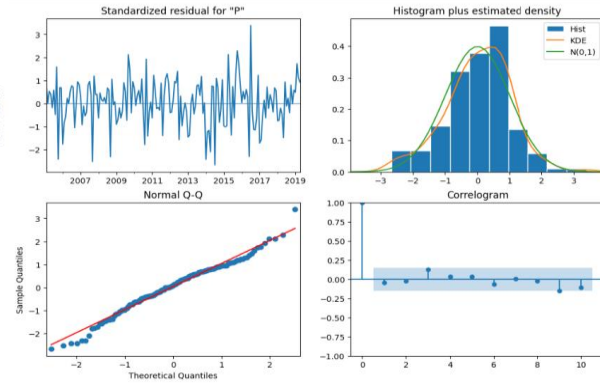 Standardized residual for "P"
3
2
1
0
−1
−2
2007 2009 2011 2013 2015 2017 2019
Histogram plus estimated density
Hist
KDE
N(0,1)
0.4
0.3
0.2
0.1
0.0
−3 −2 −1 0 1 2 3
Normal Q-Q
Sample Quantiles
3
2
1
0
−1
−2
−2 −1 0 1 2
Theoretical Quantiles
Correlogram
1.00
0.75
0.50
0.25
0.00
−0.25
−0.50
−0.75
−1.00
0 2 4 6 8 10